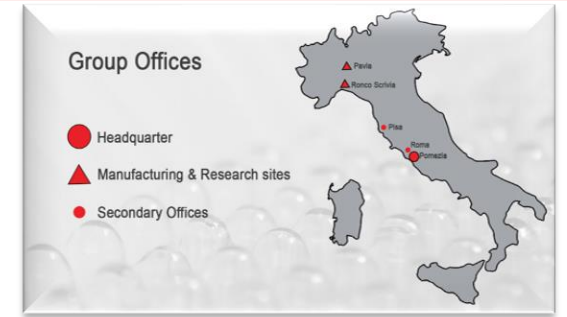 Group Offices
Headquarter
Manufacturing & Research sites
Secondary Offices
Pavia
Ronco Scrivia
Pisa
Roma
Pomezia